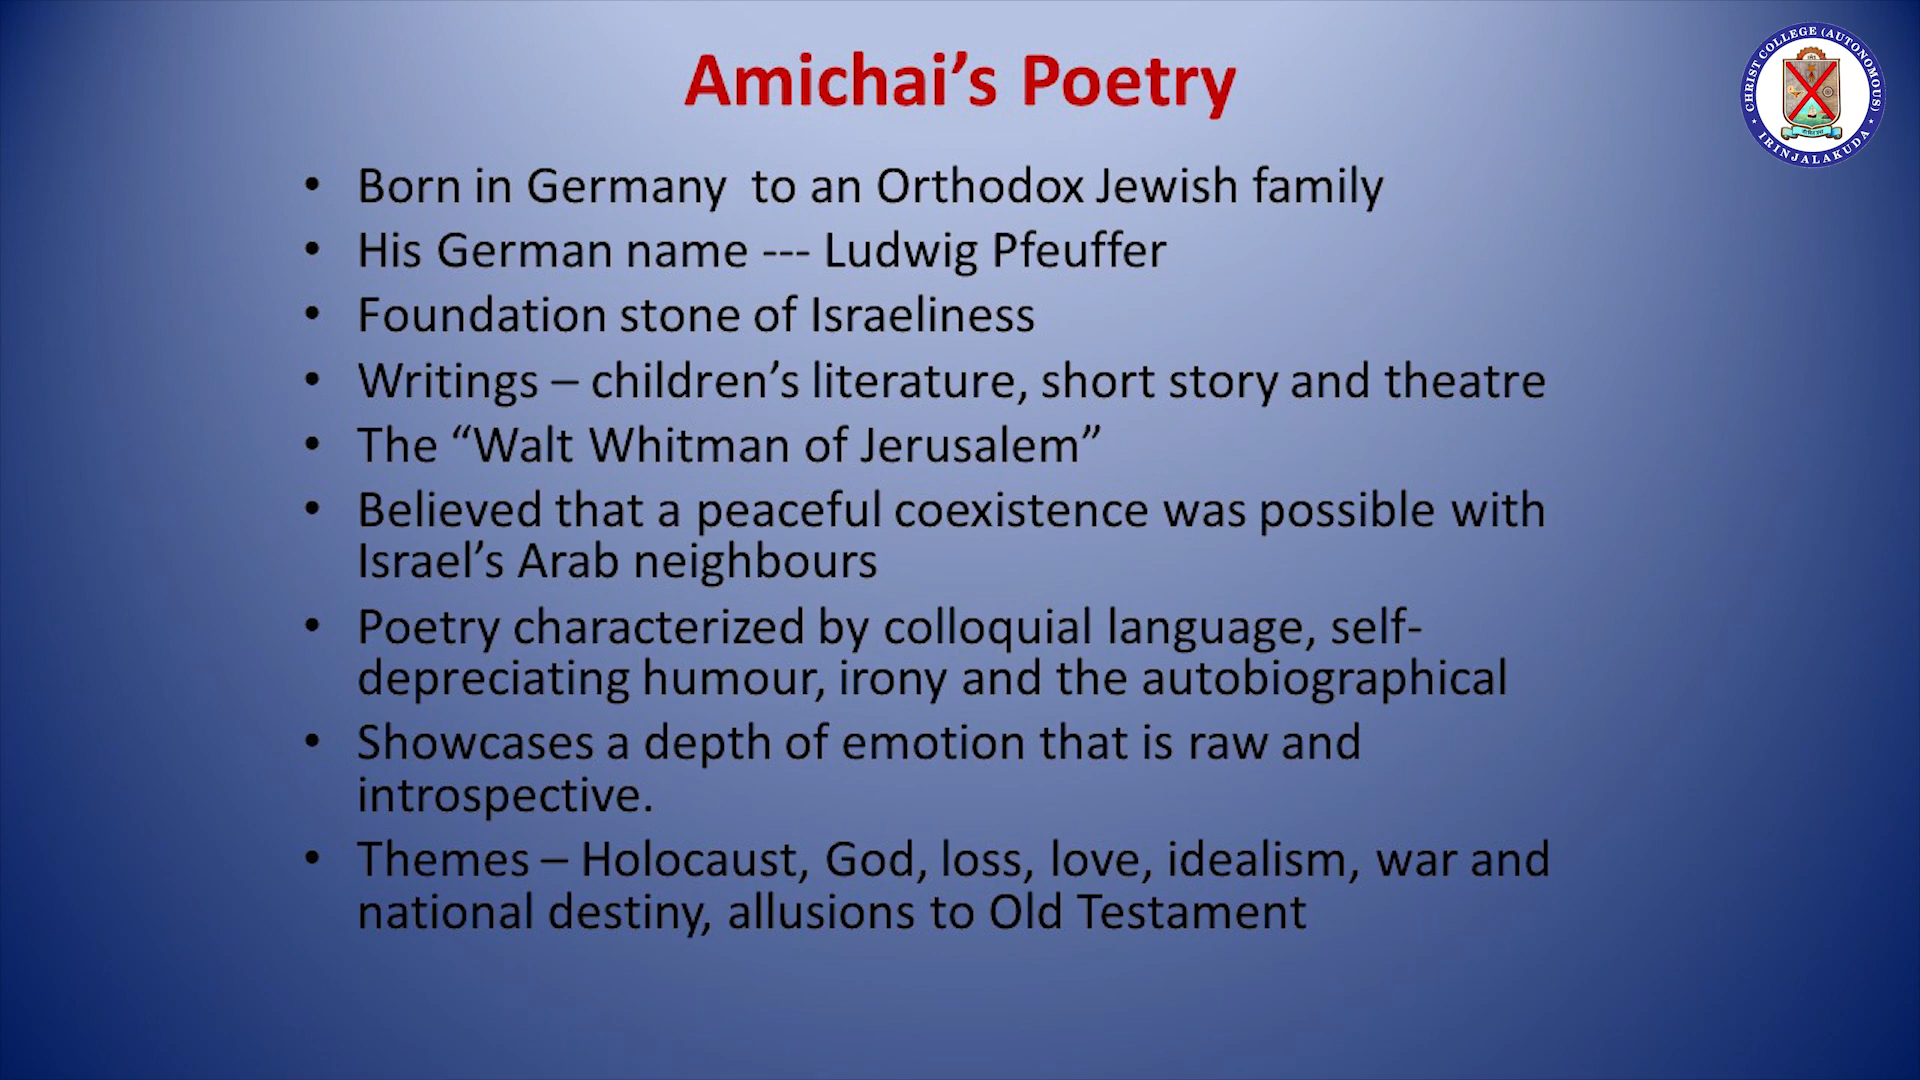 Amichai's Poetry
CHRIST COLLEGE (AUTONOMOUS)
IRINJALAKUDA
• Born in Germany  to an Orthodox Jewish family
• His German name --- Ludwig Pfeuffer
• Foundation stone of Israeliness
• Writings – children's literature, short story and theatre
• The “Walt Whitman of Jerusalem”
• Believed that a peaceful coexistence was possible with
Israel's Arab neighbours
• Poetry characterized by colloquial language, self-
depreciating humour, irony and the autobiographical
• Showcases a depth of emotion that is raw and
introspective.
• Themes – Holocaust, God, loss, love, idealism, war and
national destiny, allusions to Old Testament